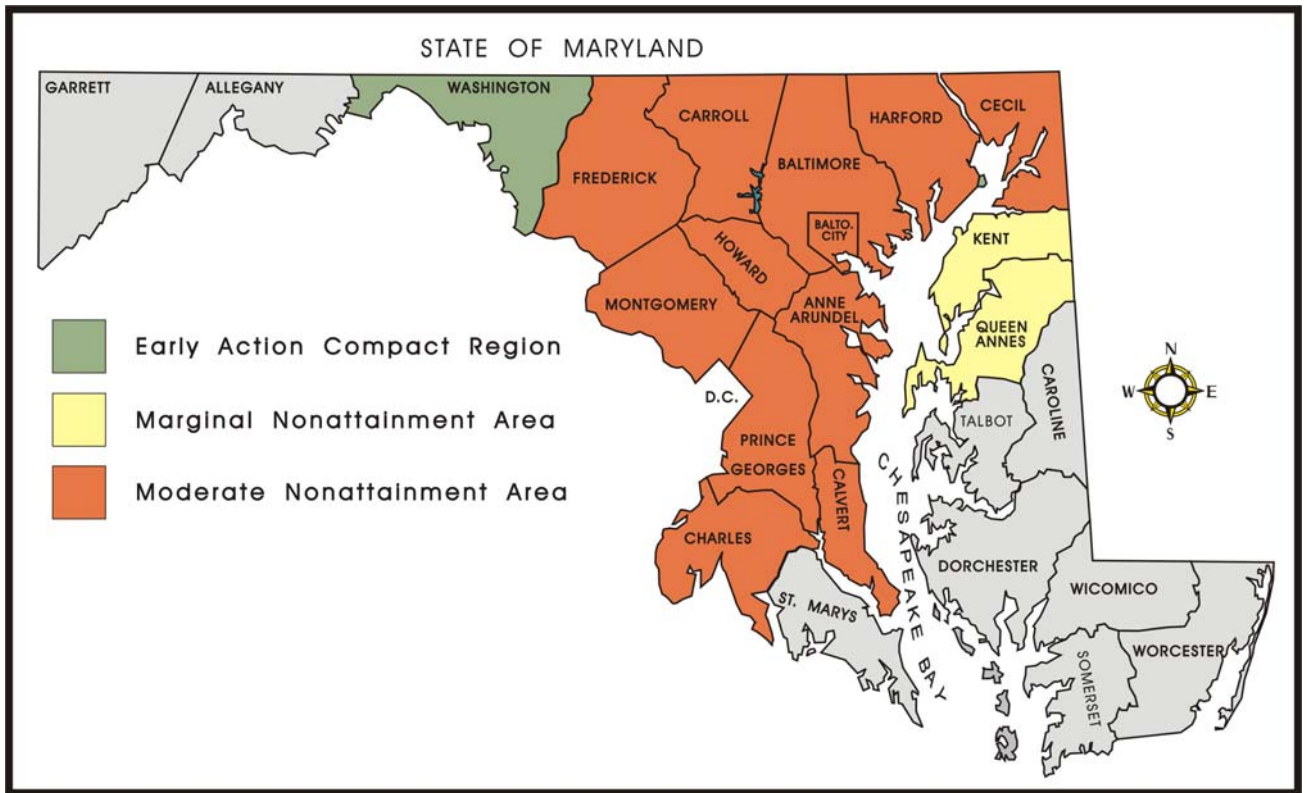 STATE OF MARYLAND
GARRETT
ALLEGANY
WASHINGTON
FREDERICK
CARROLL
BALTIMORE
HARFORD
CECIL
BALTO.
CITY
HOWARD
MONTGOMERY
ANNE
ARUNDEL
KENT
QUEEN
ANNES
CAROLINE
TALBOT
D.C.
PRINCE
GEORGES
CALVERT
CHARLES
ST. MARYS
CHESAPEAKE BAY
DORCHESTER
WICOMICO
WORCESTER
SOMERSET
Early Action Compact Region
Marginal Nonattainment Area
Moderate Nonattainment Area
N
W E
S